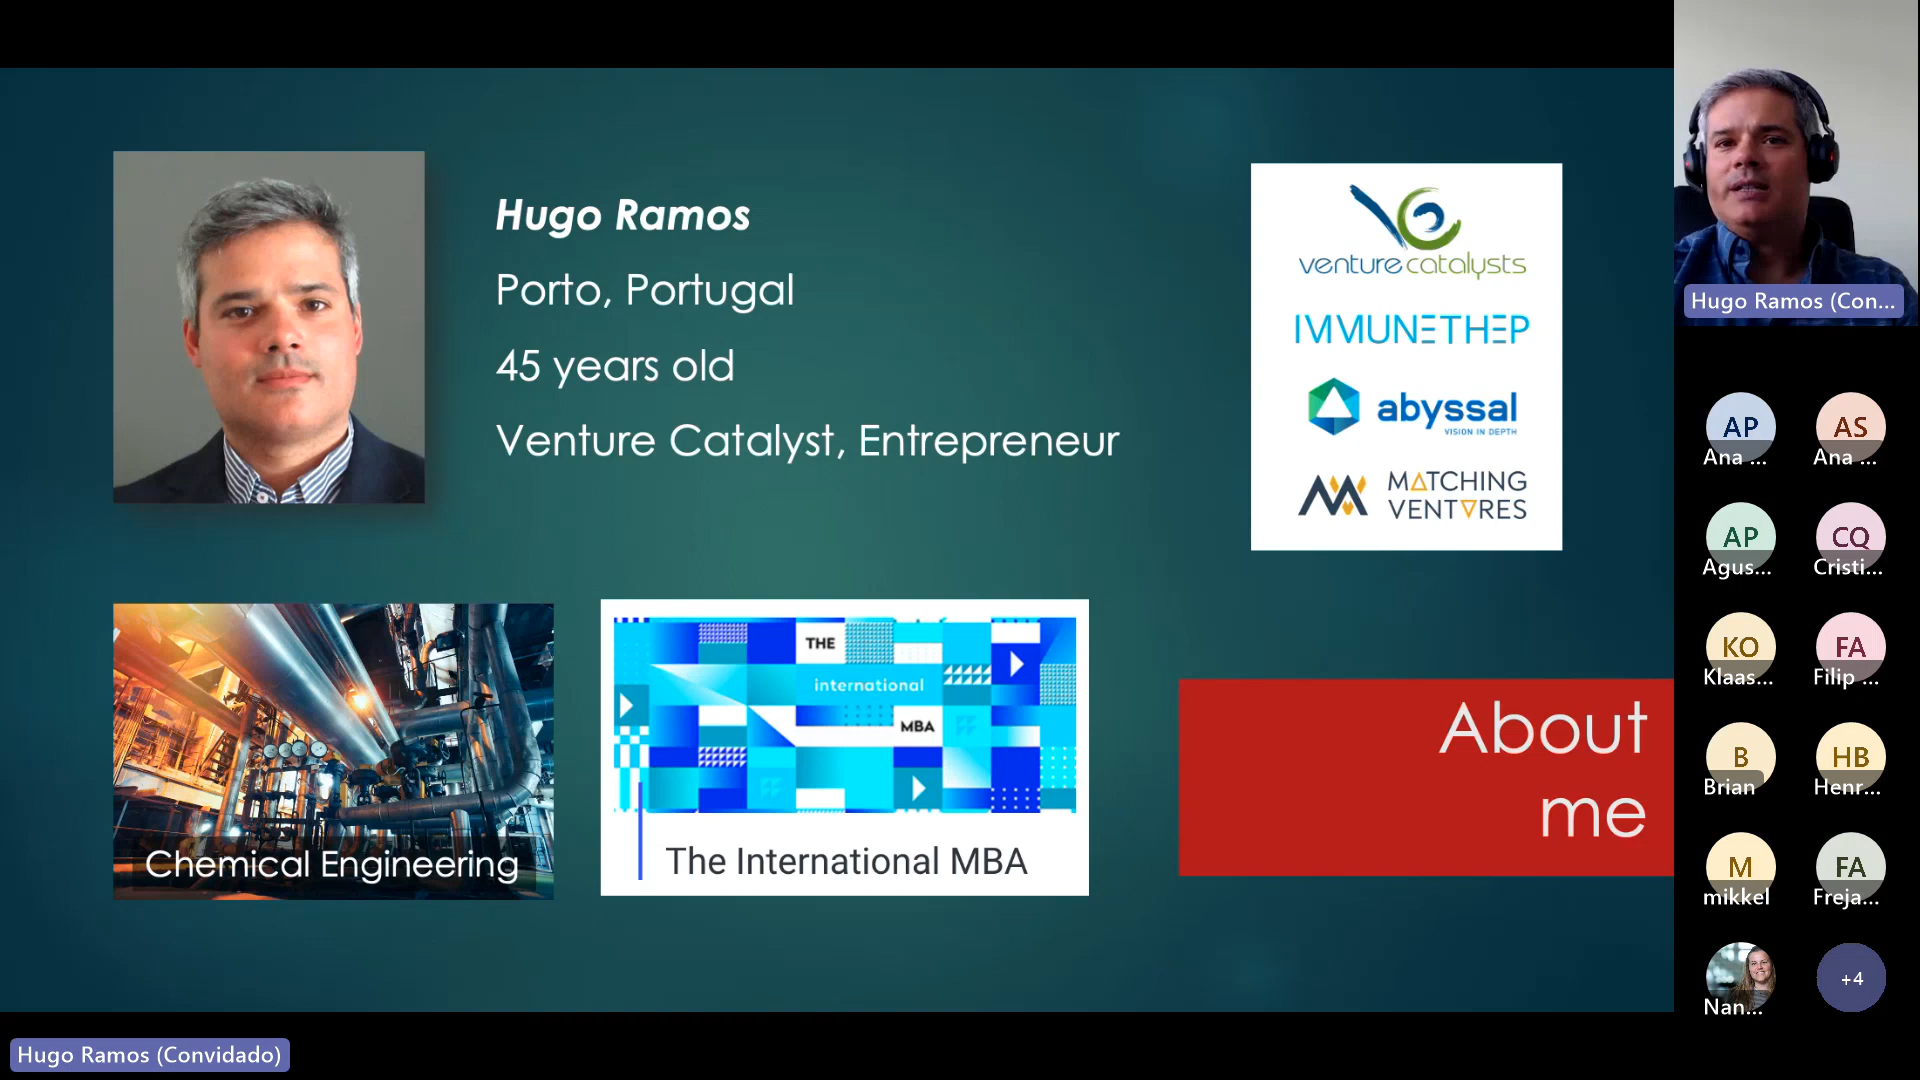 Hugo Ramos
Porto, Portugal
45 years old
Venture Catalyst, Entrepreneur
venture catalysts
IMMUNETHEP
abyssal
VISION IN DEPTH
MATCHING
VENTURES
Chemical Engineering
THE
international
MBA
The International MBA
About
me
Hugo Ramos (Con...
AP
Ana ...
AS
Ana ...
AP
Agus...
CQ
Cristi...
KO
Klaas...
FA
Filip ...
B
Brian
HB
Henr...
M
mikkel
FA
Freja...
Nan...
+4
Hugo Ramos (Convidado)